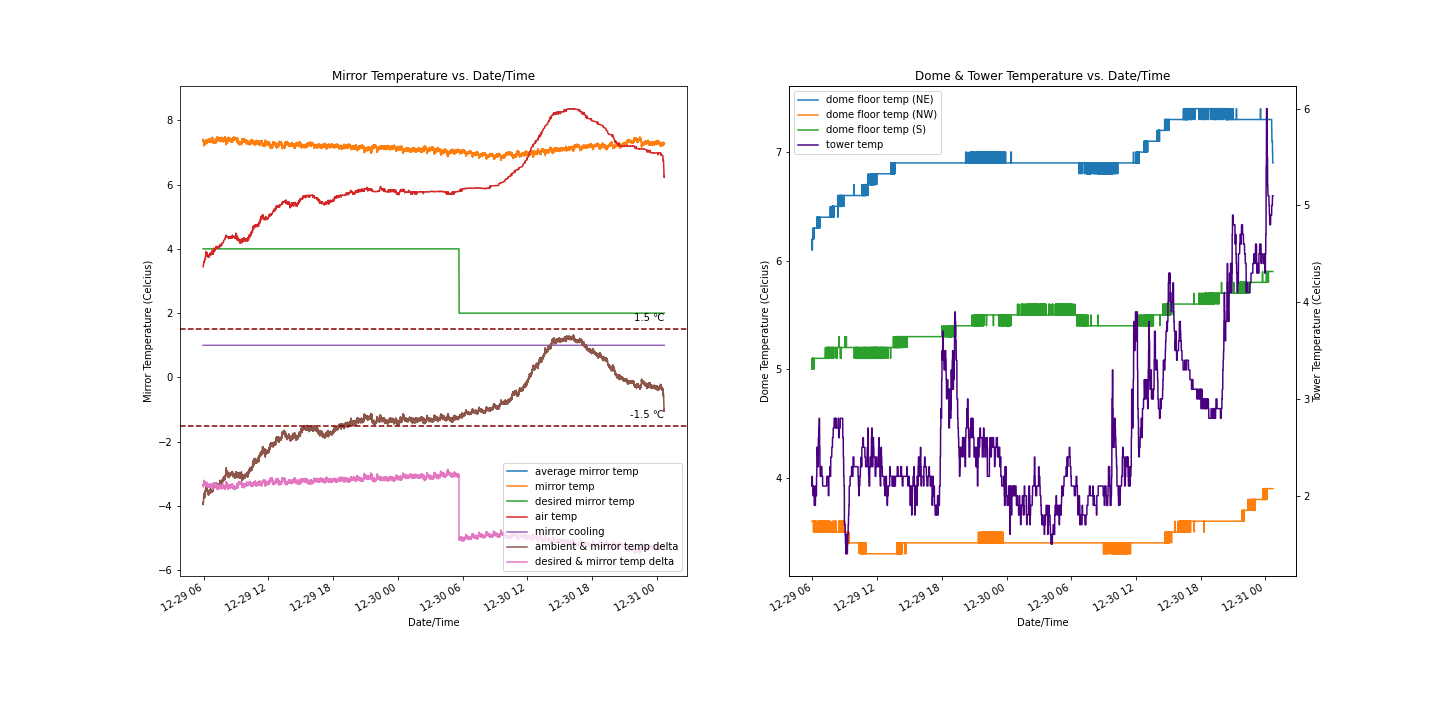 Mirror Temperature vs. Date/Time
Mirror Temperature (Celcius)
8
6
4
2
0
−2
−4
−6
1.5 °C
-1.5 °C
average mirror temp
mirror temp
desired mirror temp
air temp
mirror cooling
ambient & mirror temp delta
desired & mirror temp delta
12-29 06
12-29 12
12-29 18
12-30 00
12-30 06
12-30 12
12-30 18
12-31 00
Date/Time
Dome & Tower Temperature vs. Date/Time
Dome Temperature (Celcius)
7
6
5
4
dome floor temp (NE)
dome floor temp (NW)
dome floor temp (S)
tower temp
6
5
4
3
2
Tower Temperature (Celcius)
12-29 06
12-29 12
12-29 18
12-30 00
12-30 06
12-30 12
12-30 18
12-31 00
Date/Time